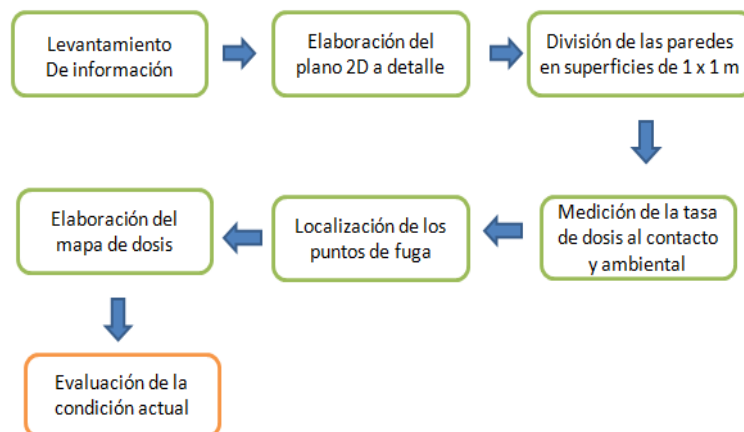 Levantamiento
De información
Elaboración del
plano 2D a detalle
División de las paredes
en superficies de 1 x 1 m
Medición de la tasa
de dosis al contacto
y ambiental
Localización de los
puntos de fuga
Elaboración del
mapa de dosis
Evaluación de la
condición actual